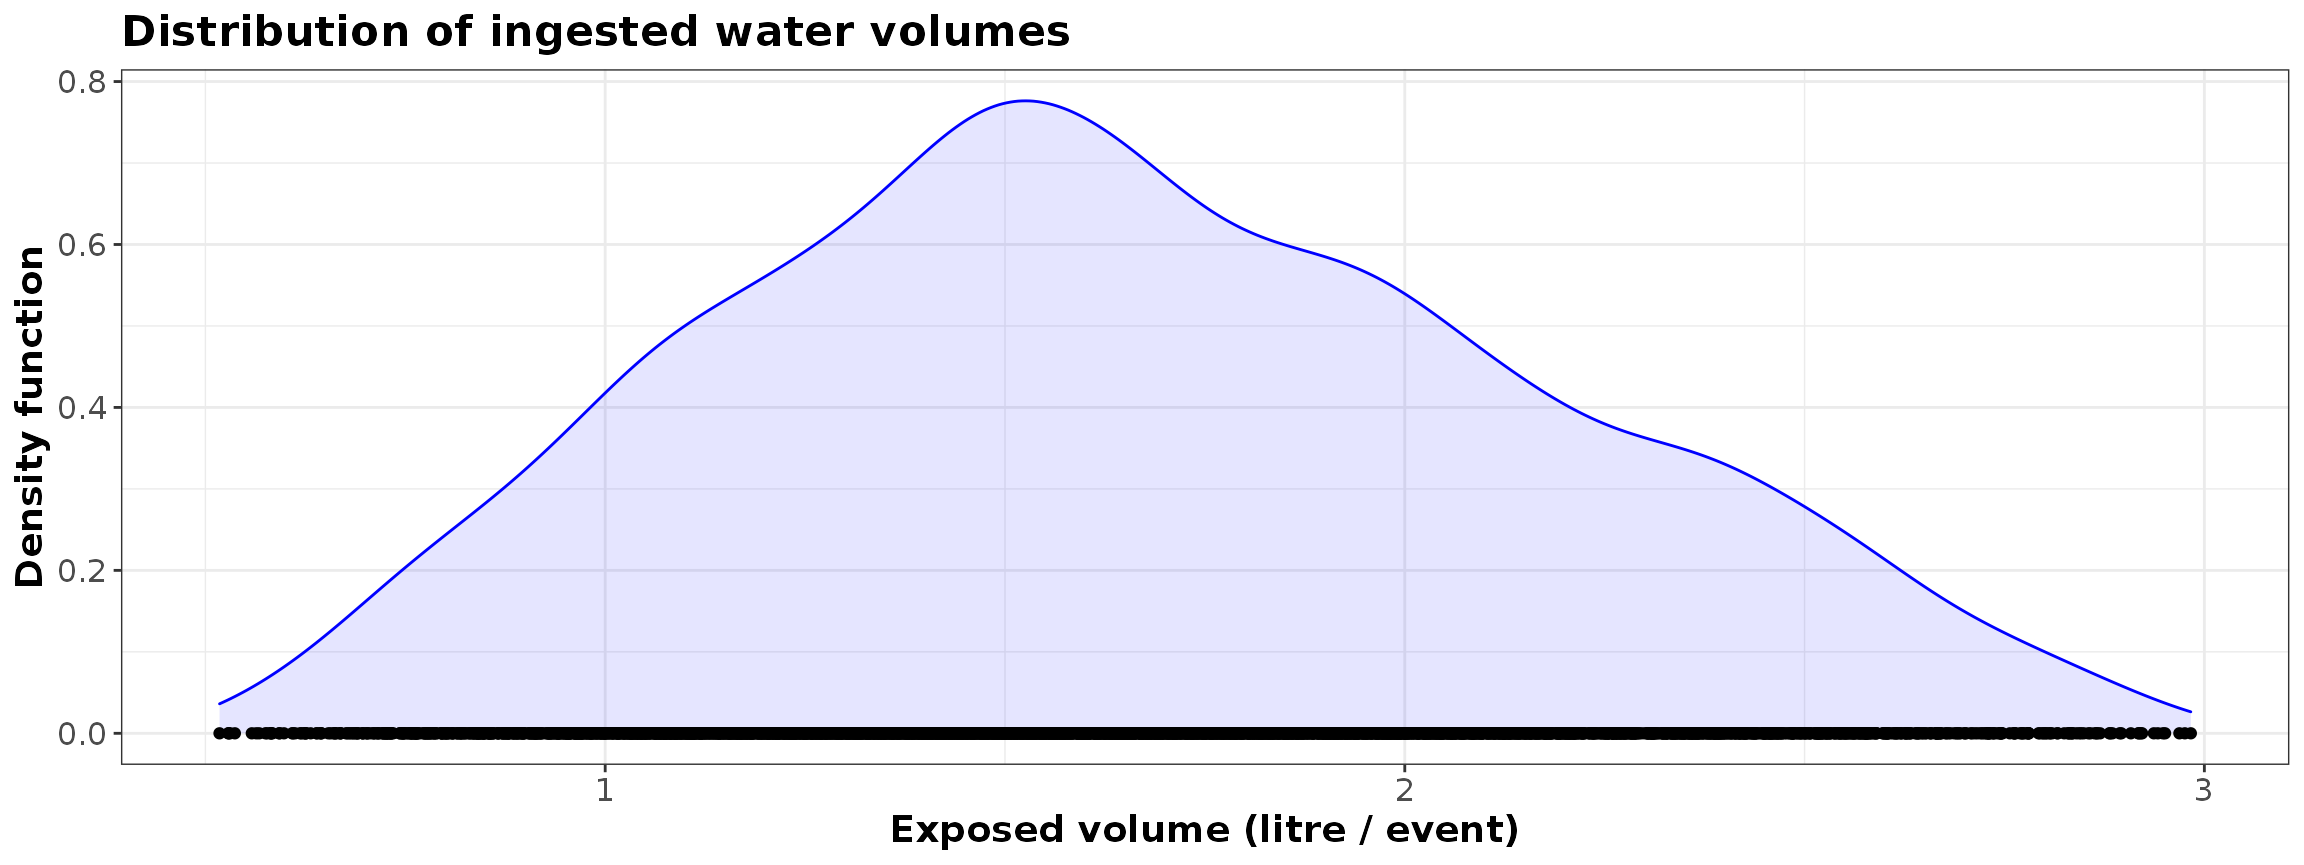 Distribution of ingested water volumes
Density function
0.8
0.6
0.4
0.2
0.0
1 2 3
Exposed volume (litre / event)